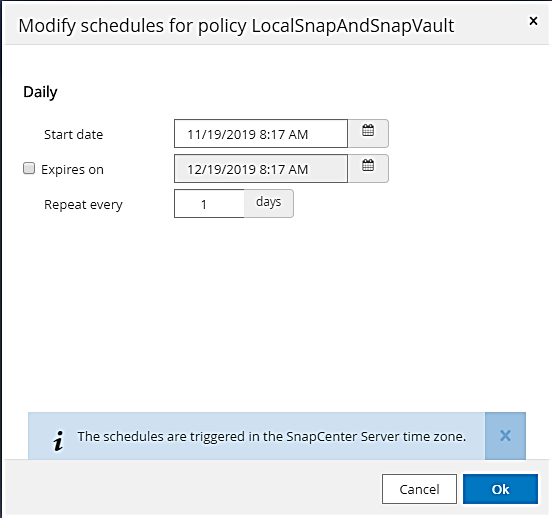 Modify schedules for policy LocalSnapAndSnapVault x
Daily
Start date 11/19/2019 8:17 AM
Expires on 12/19/2019 8:17 AM
Repeat every 1 days
i The schedules are triggered in the SnapCenter Server time zone. x
Cancel Ok